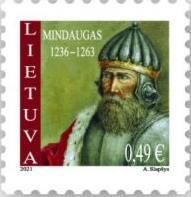 LIETUVA
MINDAUGAS
1236-1263
0,49 €
2021
A. Šlapšys